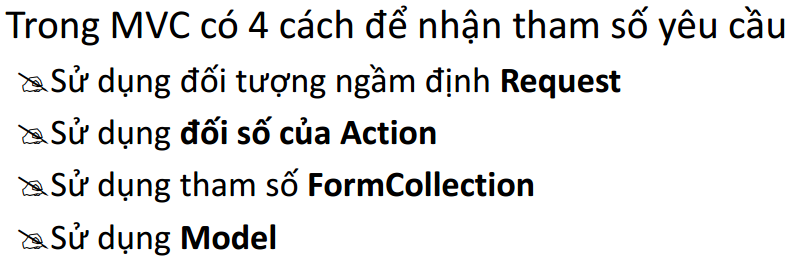 Trong MVC có 4 cách để nhận tham số yêu cầu
Sử dụng đối tượng ngầm định Request
Sử dụng đối số của Action
Sử dụng tham số FormCollection
Sử dụng Model